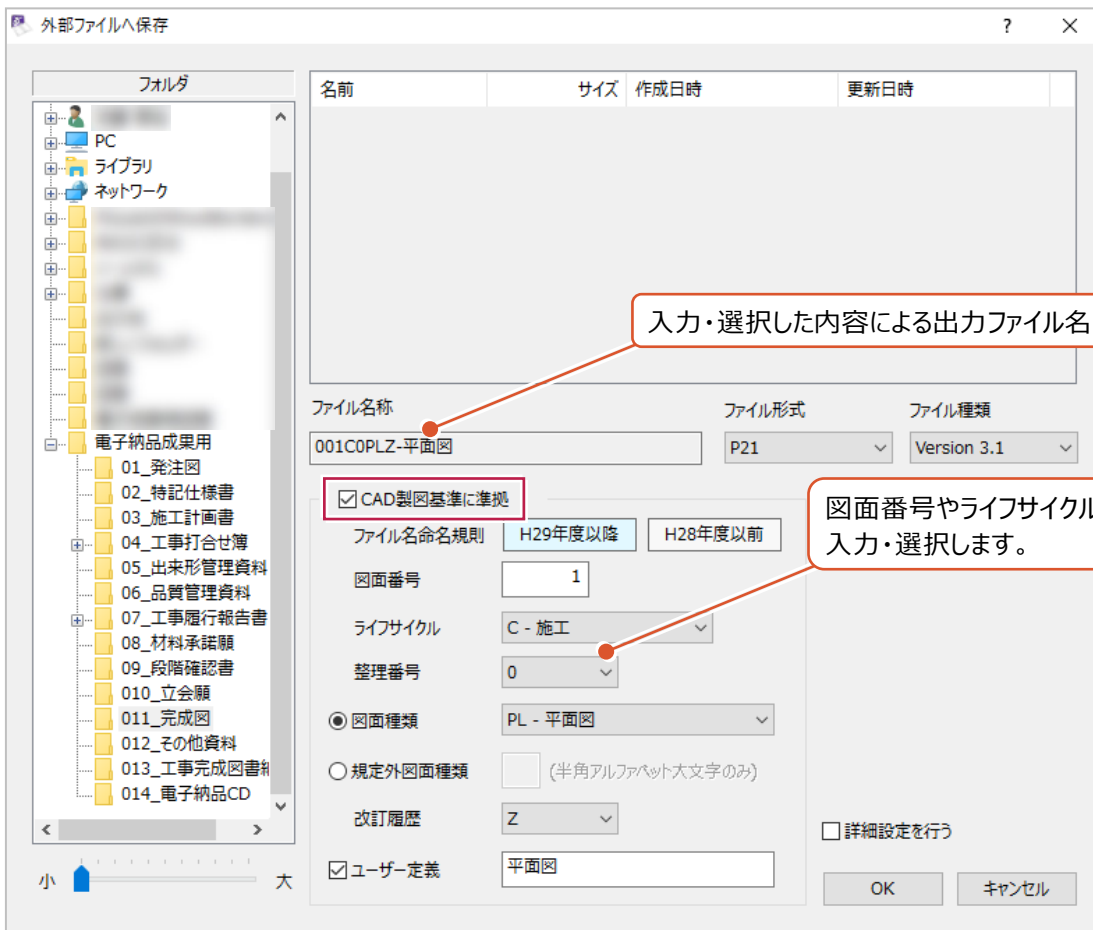 外部ファイルへ保存
?
フォルダ
PC
ライブラリ
ネットワーク
電子納品成果用
01_発注図
02_特記仕様書
03_施工計画書
04_工事打合せ簿
05_出来形管理資料
06_品質管理資料
07_工事履行報告書
08_材料承諾願
09_段階確認書
010_立会願
011_完成図
012_その他資料
013_工事完成図書
014_電子納品CD
小 大
名前 サイズ 作成日時 更新日時
入力・選択した内容による出力ファイル名
ファイル名称 ファイル形式 ファイル種類
001C0PLZ-平面図 P21 Version 3.1
CAD製図基準に準拠
ファイル名命名規則 H29年度以降 H28年度以前
図面番号やライフサイクル
入力・選択します。
図面番号 1
ライフサイクル C - 施工
整理番号 0
図面種類 PL - 平面図
規定外図面種類 (半角アルファベット大文字のみ)
改訂履歴 Z
詳細設定を行う
ユーザー定義 平面図
OK キャンセル